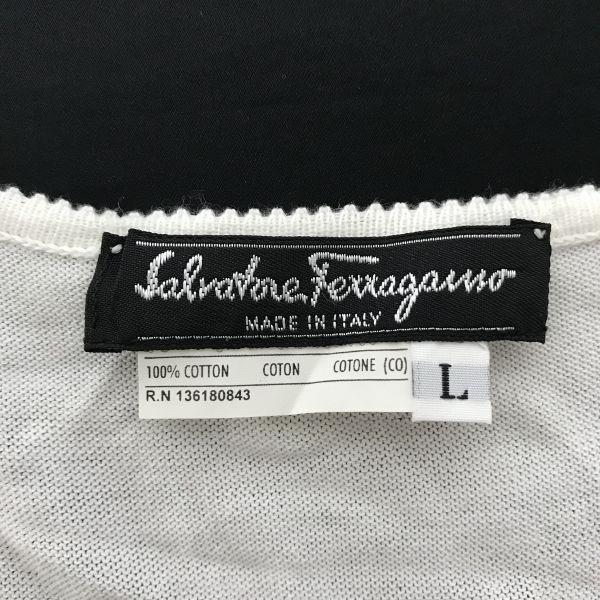 Salvatore Ferragamo
MADE IN ITALY
100% COTTON COTON COTONE (CO)
R.N 136180843
L